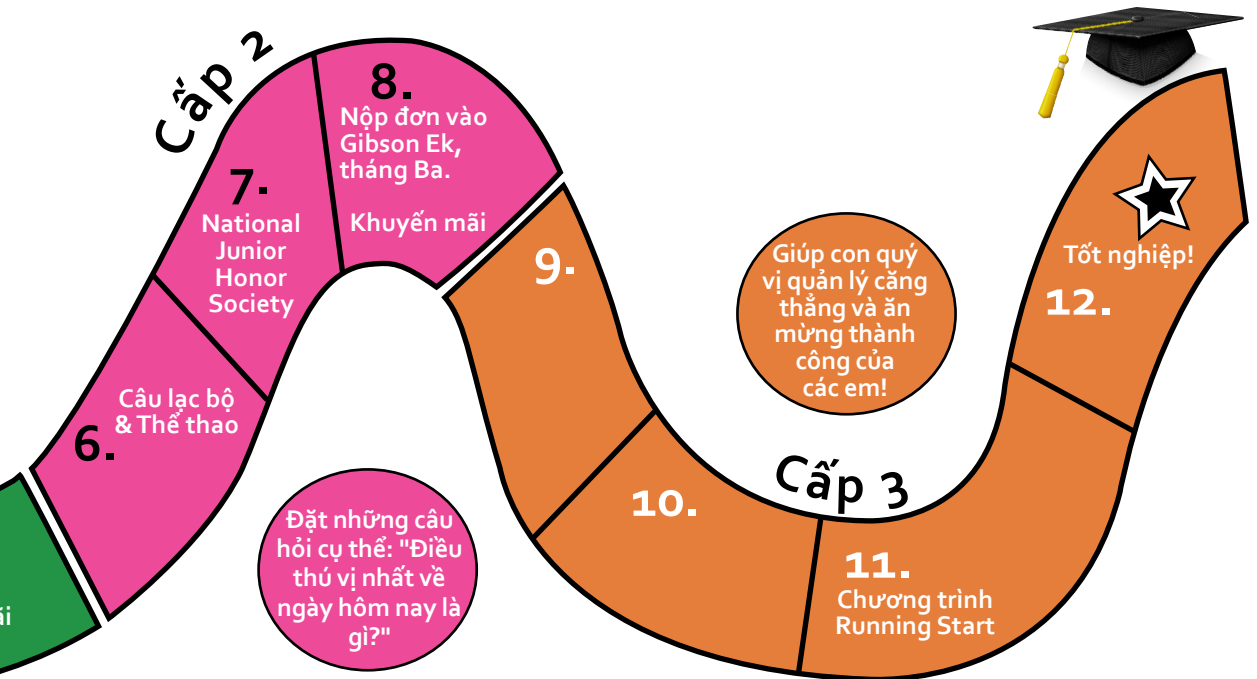 Cấp 2
6.
Câu lạc bộ
& Thể thao
7.
National
Junior
Honor
Society
8.
Nộp đơn vào
Gibson Ek,
tháng Ba.
Khuyến mãi
Đặt những câu
hỏi cụ thể: "Điều
thú vị nhất về
ngày hôm nay là
gì?"
9.
10.
Cấp 3
11.
Chương trình
Running Start
Giúp con quý
vị quản lý căng
thẳng và ăn
mừng thành
công của
các em!
Tốt nghiệp!
12.